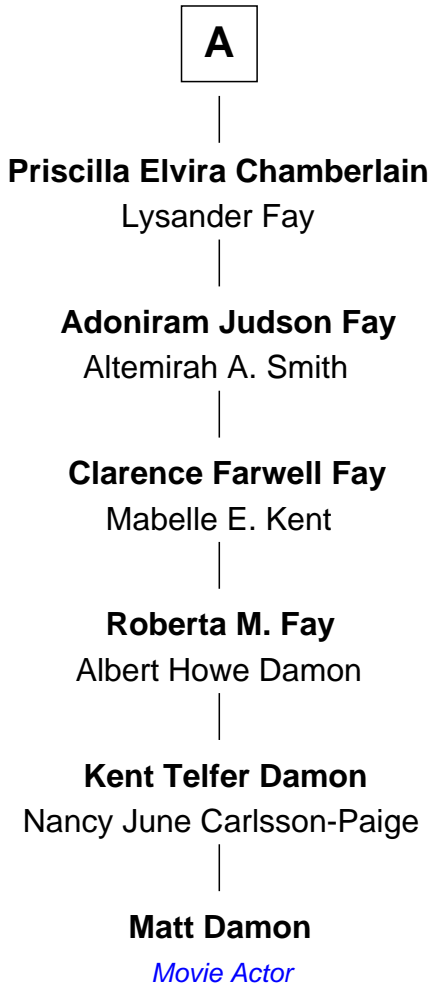 A
Priscilla Elvira Chamberlain
Lysander Fay
Adoniram Judson Fay
Altemirah A. Smith
Clarence Farwell Fay
Mabelle E. Kent
Roberta M. Fay
Albert Howe Damon
Kent Telfer Damon
Nancy June Carlsson-Paige
Matt Damon
Movie Actor